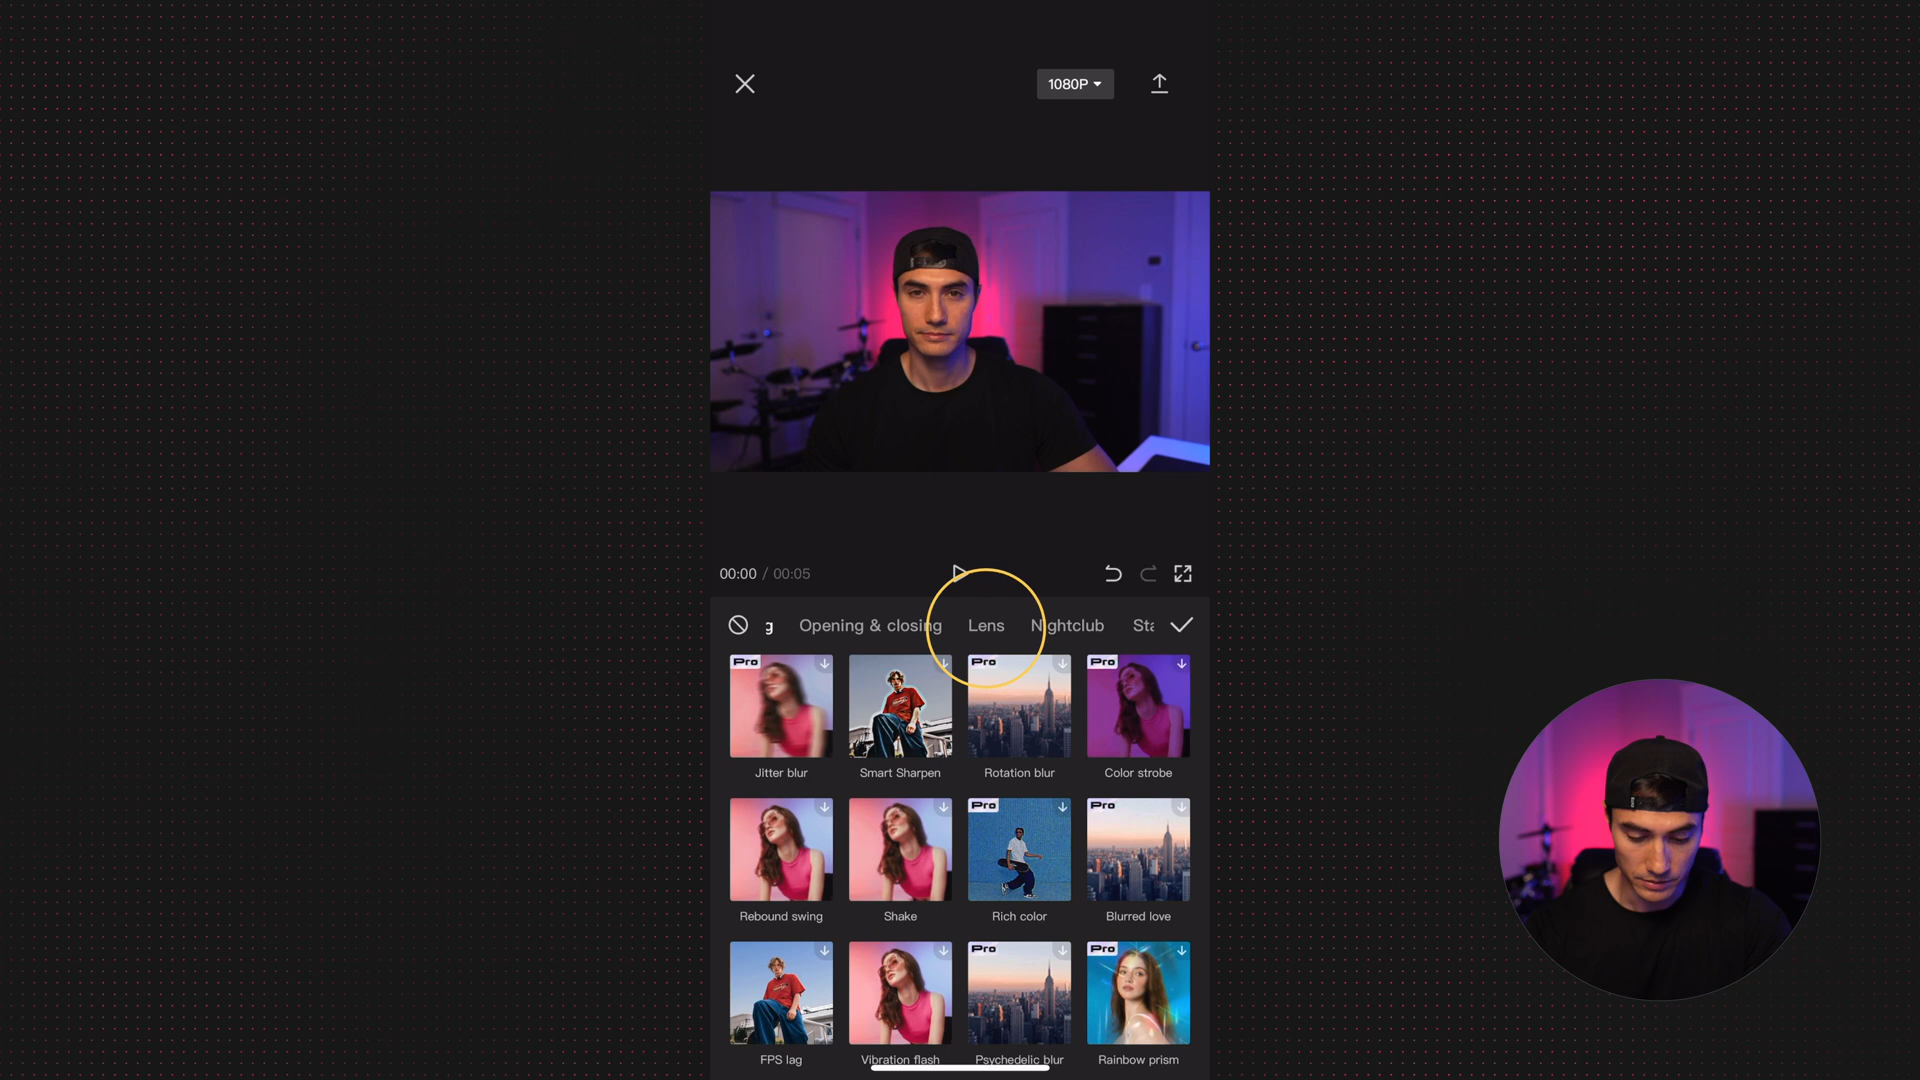 1080P
00:00 / 00:05
g Opening & closing Lens Nightclub Sta
Pro Pro Pro
Jitter blur Smart Sharpen Rotation blur Color strobe
Pro Pro
Rebound swing Shake Rich color Blurred love
Pro Pro
FPS lag Vibration flash Psychedelic blur Rainbow prism